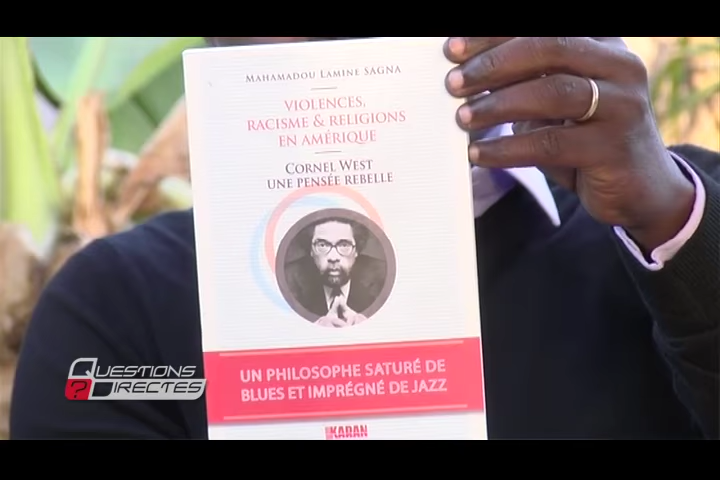 MAHAMADOU LAMINE SAGNA
VIOLENCES,
RACISME & RELIGIONS
EN AMÉRIQUE
CORNEL WEST
UNE PENSÉE REBELLE
UN PHILOSOPHE SATURÉ DE
BLUES ET IMPRÉGNÉ DE JAZZ
KARAN
QUESTIONS
? DIRECTES